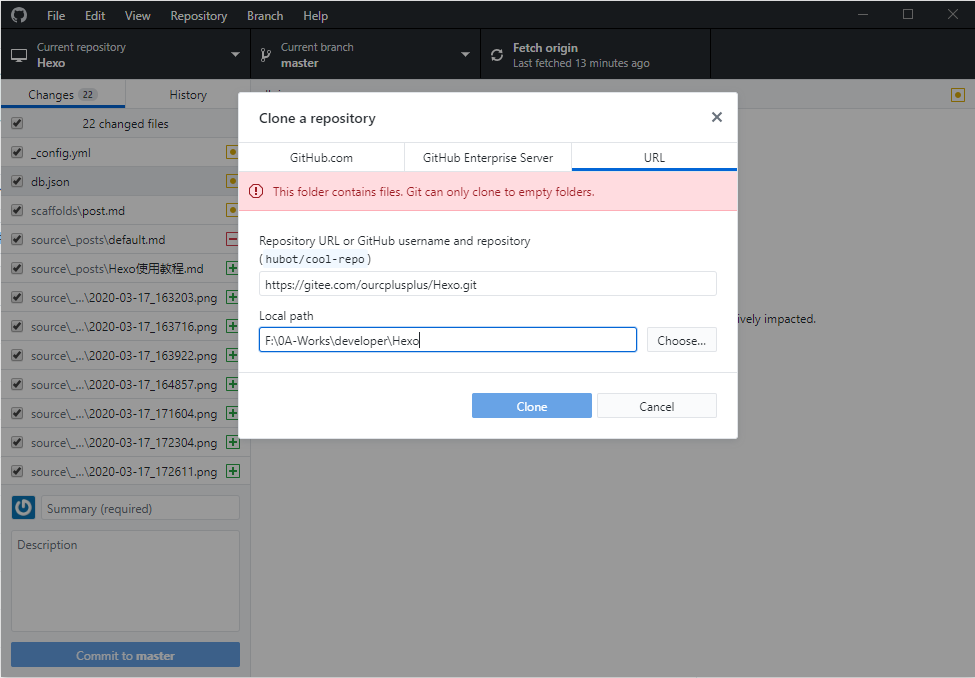 File Edit View Repository Branch Help
Current repository
Hexo
Current branch
master
Fetch origin
Last fetched 13 minutes ago
Changes 22 History
22 changed files
_config.yml
db.json
scaffolds\post.md
source\_posts\default.md
source\_posts\Hexo使用教程.md
source\_...\2020-03-17_163203.png
source\_...\2020-03-17_163716.png
source\_...\2020-03-17_163922.png
source\_...\2020-03-17_164857.png
source\_...\2020-03-17_171604.png
source\_...\2020-03-17_172304.png
source\_...\2020-03-17_172611.png
Summary (required)
Description
Commit to master
Clone a repository
GitHub.com GitHub Enterprise Server URL
This folder contains files. Git can only clone to empty folders.
Repository URL or GitHub username and repository
(hubot/cool-repo)
https://gitee.com/ourcplusplus/Hexo.git
Local path
F:\0A-Works\developer\Hexo
Choose...
Clone Cancel
ively impacted.